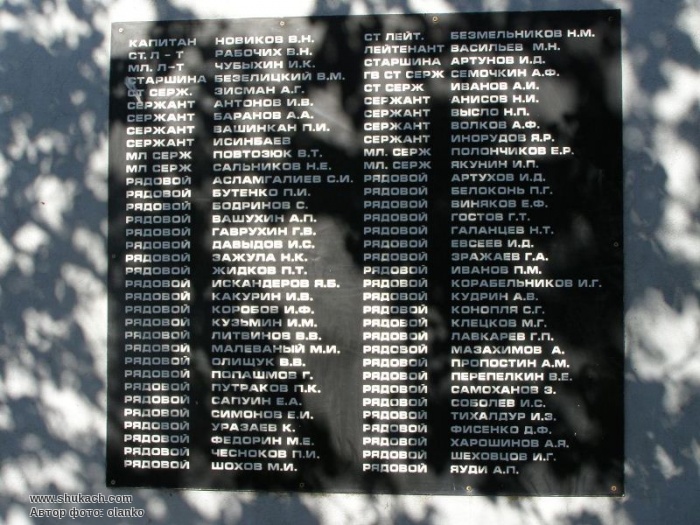 КАПИТАН НОВИКОВ В.Н.
СТ. Л - Т РАБОЧИХ В.Н.
МЛ. Л-Т ЧУБЫХИН И.К.
СТАРШИНА БЕЗЕЛИЦКИЙ В.М.
СТ СЕРЖ. ЗИСМАН А.Г.
СЕРЖАНТ АНТОНОВ И.В.
СЕРЖАНТ БАРАНОВ А.А.
СЕРЖАНТ ВАШИНКАН П.И.
СЕРЖАНТ ИСИНБАЕВ
МЛ СЕРЖ ПОВТОЗЮК В.Т.
МЛ СЕРЖ САЛЬНИКОВ Н.Е.
РЯДОВОЙ АСЛАМГАЛИЕВ С.И.
РЯДОВОЙ БУТЕНКО П.И.
РЯДОВОЙ БОДРИНОВ С.
РЯДОВОЙ ВАШУХИН А.П.
РЯДОВОЙ ГАВРУХИН Г.В.
РЯДОВОЙ ДАВЫДОВ И.С.
РЯДОВОЙ ЗАЖУЛА Н.К.
РЯДОВОЙ ЖИДКОВ П.Т.
РЯДОВОЙ ИСКАНДЕРОВ Я.Б.
РЯДОВОЙ КАКУРИН И.В.
РЯДОВОЙ КОРОБОВ И.Ф.
РЯДОВОЙ КУЗЬМИН И.М.
РЯДОВОЙ ЛИТВИНОВ В.В.
РЯДОВОЙ МАЛЕВАНЫЙ М.И.
РЯДОВОЙ ОЛИЩУК В.В.
РЯДОВОЙ ПОПАШМОВ Г.
РЯДОВОЙ ПУТРАКОВ П.К.
РЯДОВОЙ САПУИН Е.А.
РЯДОВОЙ СИМОНОВ Е.И.
РЯДОВОЙ УРАЗАЕВ К.
РЯДОВОЙ ФЕДОРИН М.Е.
РЯДОВОЙ ЧЕСНОКОВ П.И.
РЯДОВОЙ ШОХОВ М.И.
СТ ЛЕЙТ. БЕЗМЕЛЬНИКОВ Н.М.
ЛЕЙТЕНАНТ ВАСИЛЬЕВ М.Н.
СТАРШИНА АРТУНОВ И.Д.
ГВ СТ СЕРЖ СЕМОЧКИН А.Ф.
СТ СЕРЖ ИВАНОВ А.И.
СЕРЖАНТ АНИСОВ Н.И.
СЕРЖАНТ ВЫСЛО Н.П.
СЕРЖАНТ ВОЛКОВ А.Ф.
СЕРЖАНТ ИНОРУДОВ Я.Р.
МЛ. СЕРЖ ПОЛОНЧИКОВ Е.Р.
МЛ. СЕРЖ ЯКУНИН И.П.
РЯДОВОЙ АРТУХОВ И.Д.
РЯДОВОЙ БЕЛОКОНЬ П.Г.
РЯДОВОЙ ВИНЯКОВ Е.Ф.
РЯДОВОЙ ГОСТОВ Г.Т.
РЯДОВОЙ ГАЛАНЦЕВ Н.Т.
РЯДОВОЙ ЕВСЕЕВ И.Д.
РЯДОВОЙ ЗРАЖАЕВ Г.А.
РЯДОВОЙ ИВАНОВ П.М.
РЯДОВОЙ КОРАБЕЛЬНИКОВ И.Г.
РЯДОВОЙ КУДРИН А.В.
РЯДОВОЙ КОНОПЛЯ С.Г.
РЯДОВОЙ КЛЕЦКОВ М.Г.
РЯДОВОЙ ЛАВКАРЕВ Г.П.
РЯДОВОЙ МАЗАХИМОВ А.
РЯДОВОЙ ПРОПОСТИН А.М.
РЯДОВОЙ ПЕРЕПЕЛКИН В.Е.
РЯДОВОЙ САМОХАНОВ З.
РЯДОВОЙ СОБОЛЕВ И.С.
РЯДОВОЙ ТИХАЛДУР И.З.
РЯДОВОЙ ФИСЕНКО Д.Ф.
РЯДОВОЙ ХАРОШИНОВ А.Я.
РЯДОВОЙ ШЕХОВЦОВ И.Г.
РЯДОВОЙ ЯУДИ А.П.
www.shukach.com
Автор фото: olanko